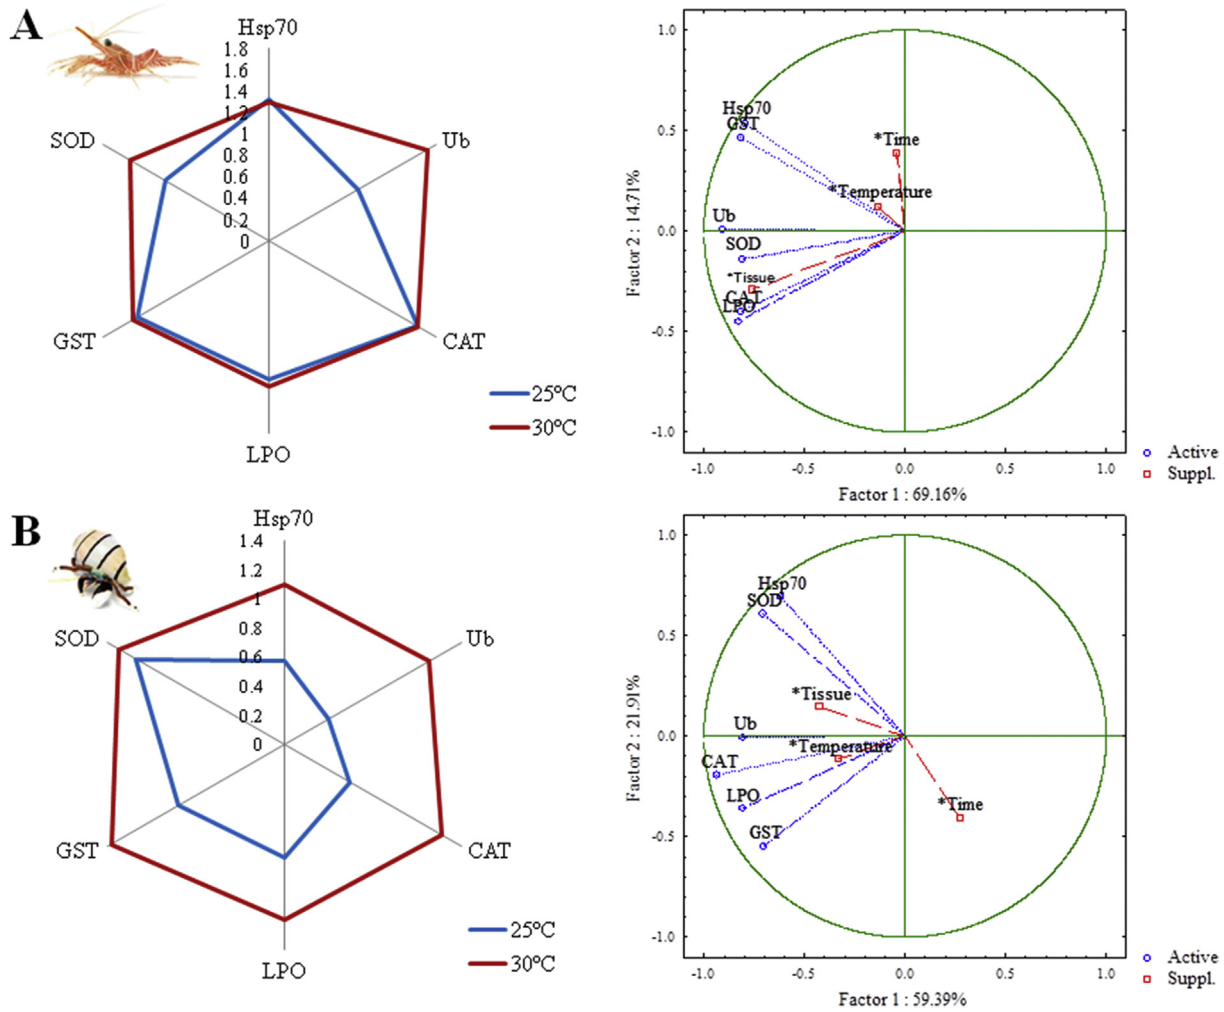 A
Hsp70
1.8
1.6
1.4
1.2
1
0.8
0.6
0.4
0.2
0
SOD
Ub
GST
CAT
LPO
25ºC
30ºC
1.0
0.5
0.0
-0.5
-1.0
Factor 2 : 14.71%
Hsp70
GST
*Time
*Temperature
Ub
SOD
*Tissue
CAT
LPO
-1.0
-0.5
0.0
0.5
1.0
Factor 1 : 69.16%
Active
Suppl.
B
Hsp70
1.4
1.2
1
0.8
0.6
0.4
0.2
0
SOD
Ub
GST
CAT
LPO
25ºC
30ºC
1.0
0.5
0.0
-0.5
-1.0
Factor 2 : 21.91%
Hsp70
SOD
*Tissue
Ub
*Temperature
CAT
LPO
*Time
GST
-1.0
-0.5
0.0
0.5
1.0
Factor 1 : 59.39%
Active
Suppl.